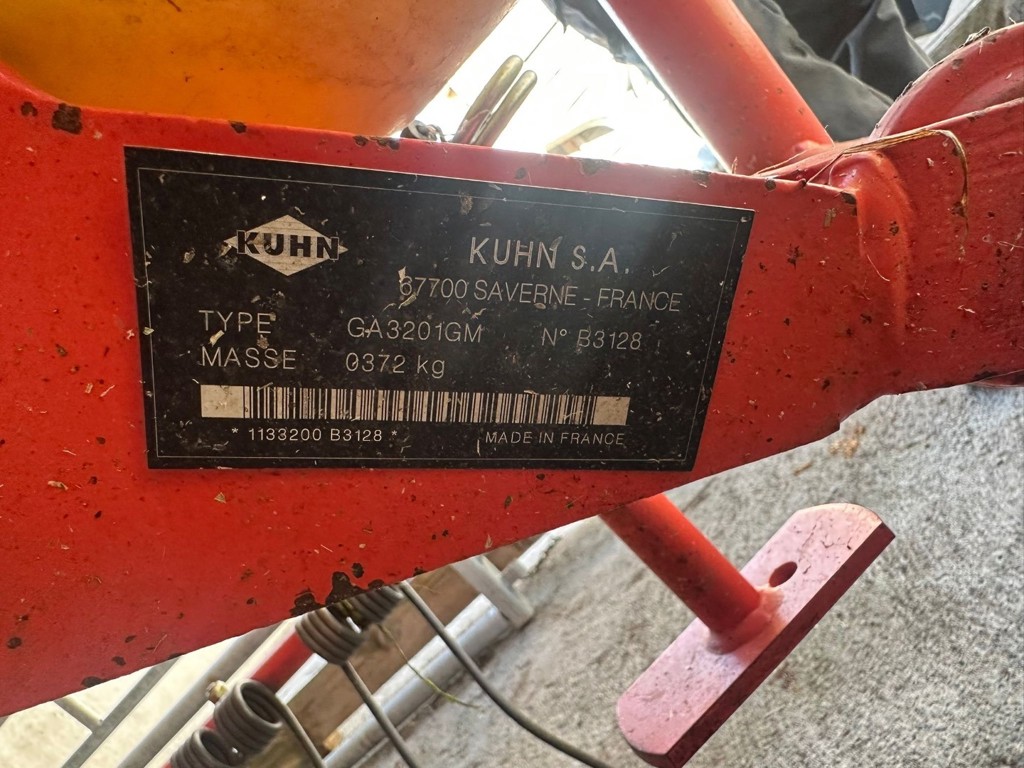 KUHN
KUHN S.A.
67700 SAVERNE - FRANCE
TYPE GA3201GM N° B3128
MASSE 0372 kg
* 1133200 B3128 * MADE IN FRANCE